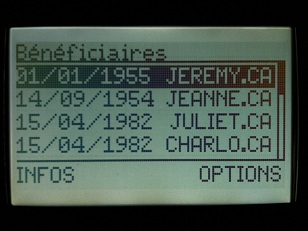 Bénéficiaires
01/01/1955 JEREMY.CA
14/09/1954 JEANNE.CA
15/04/1982 JULIET.CA
15/04/1982 CHARLO.CA
INFOS OPTIONS